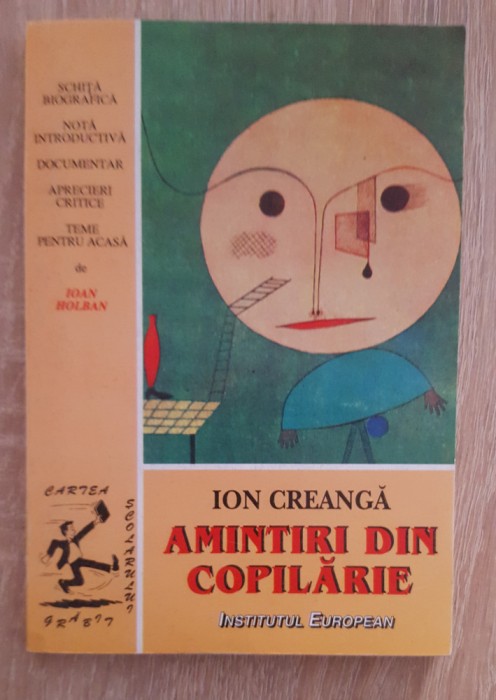 SCHIȚĂ
BIOGRAFICĂ
NOTĂ
INTRODUCTIVĂ
DOCUMENTAR
APRECIERI
CRITICE
TEME
PENTRU ACASĂ
de
IOAN
HOLBAN
CARTEA
ȘCOLARULUI
GRĂBIT
ION CREANGĂ
AMINTIRI DIN
COPILĂRIE
INSTITUTUL EUROPEAN